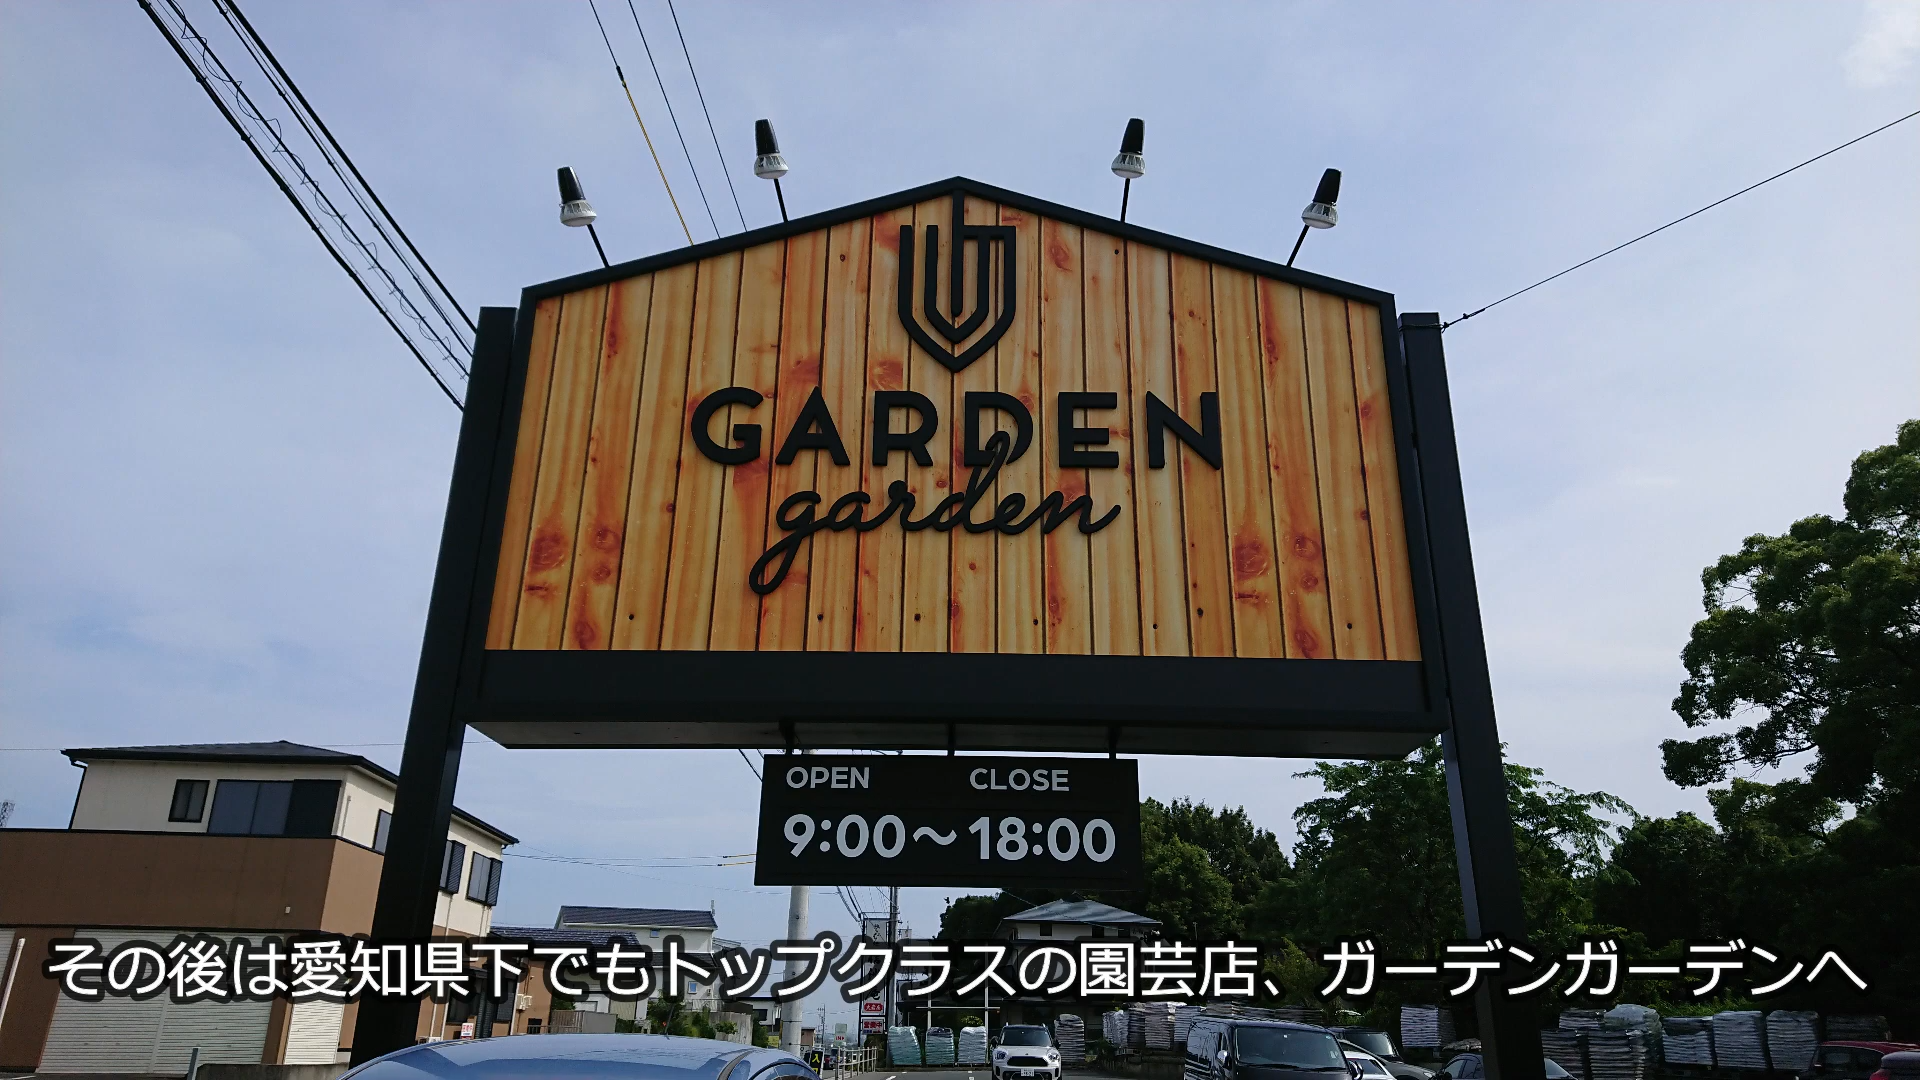 GARDEN
garden
OPEN CLOSE
9:00〜18:00
その後は愛知県下でもトップクラスの園芸店、ガーデンガーデンへ